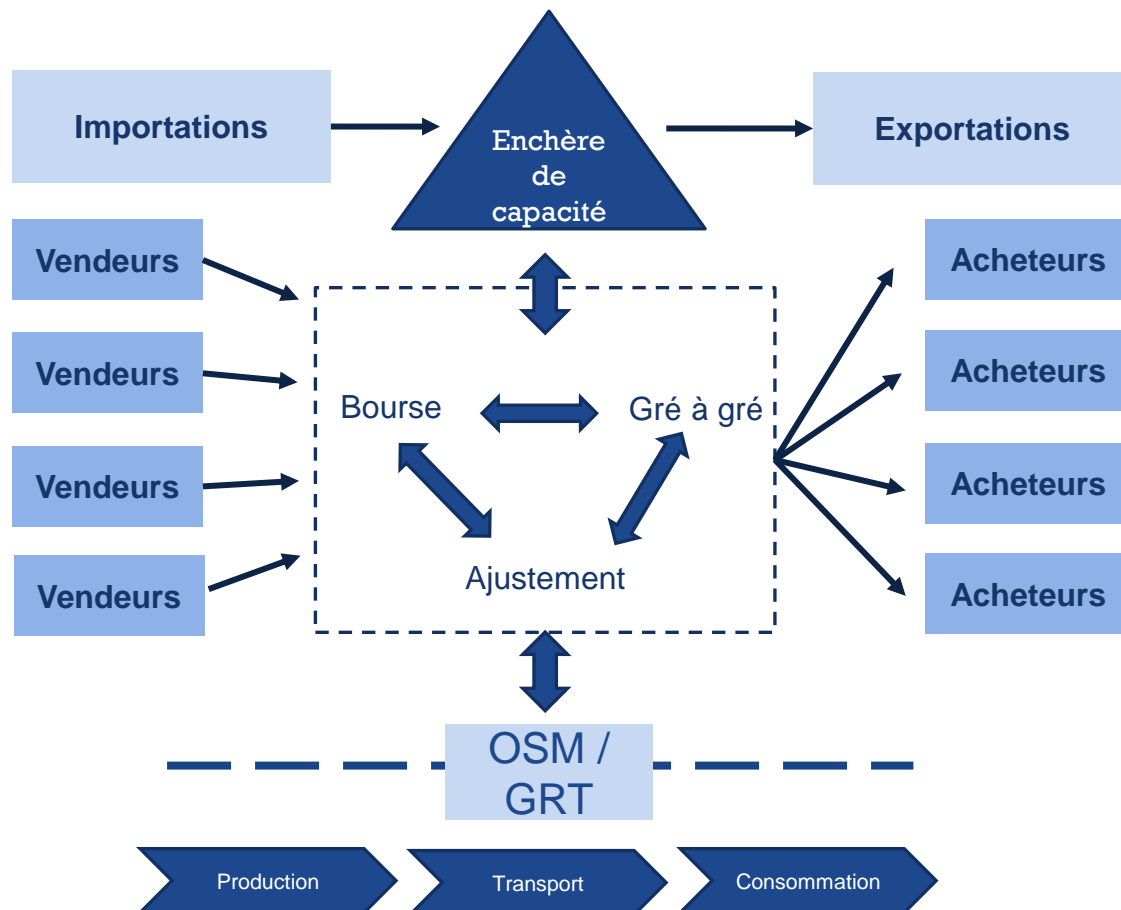 Importations
Enchère
de
capacité
Exportations
Vendeurs
Acheteurs
Vendeurs
Acheteurs
Bourse
Gré à gré
Vendeurs
Acheteurs
Ajustement
Vendeurs
Acheteurs
OSM /
GRT
Production
Transport
Consommation